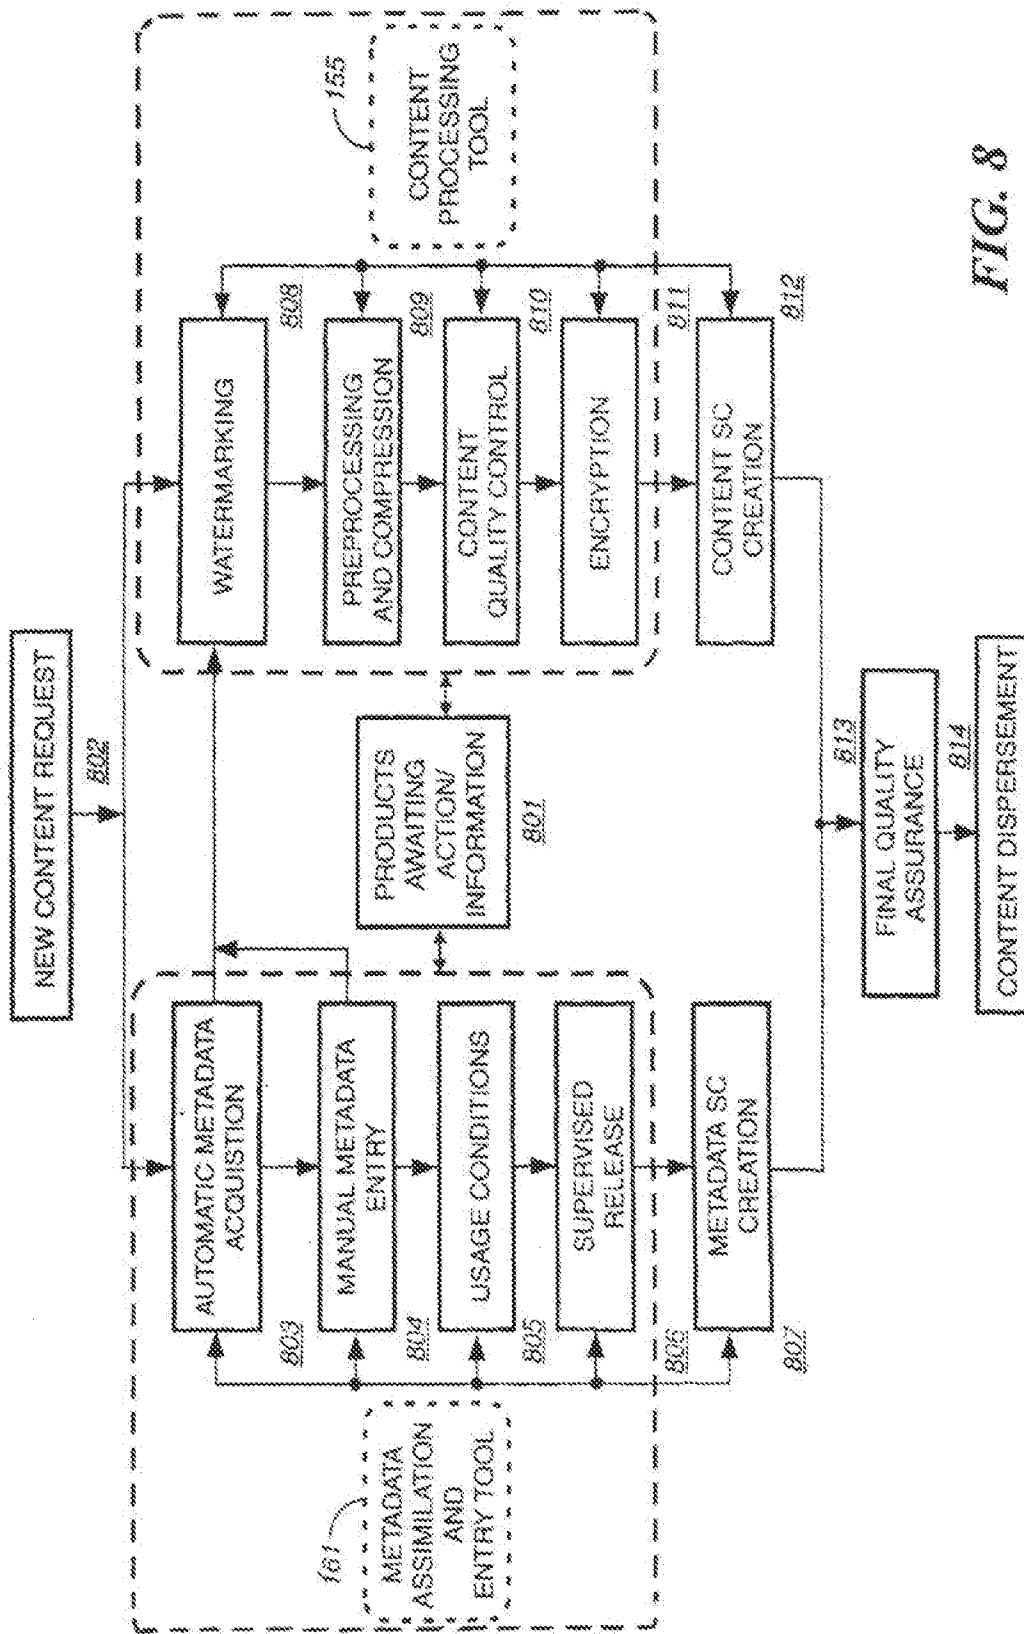 NEW CONTENT REQUEST
802
161
METADATA
ASSIMILATION
AND
ENTRY TOOL
AUTOMATIC METADATA
ACQUISTION
803
MANUAL METADATA
ENTRY
804
USAGE CONDITIONS
805
SUPERVISED
RELEASE
806
METADATA SC
CREATION
807
PRODUCTS
AWAITING
ACTION/
INFORMATION
801
WATERMARKING
808
PREPROCESSING
AND COMPRESSION
809
CONTENT
QUALITY CONTROL
810
ENCRYPTION
811
CONTENT SC
CREATION
812
155
CONTENT
PROCESSING
TOOL
FINAL QUALITY
ASSURANCE
813
CONTENT DISPERSEMENT
814
FIG. 8